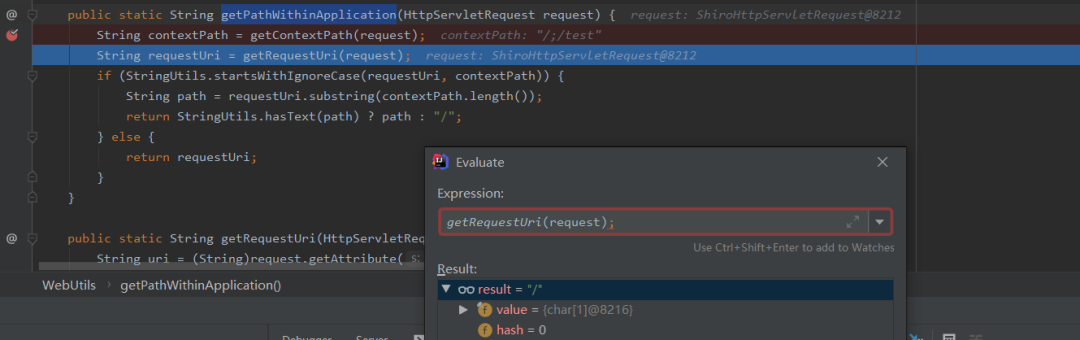 public static String getPathWithinApplication(HttpServletRequest request) {  request: ShiroHttpServletRequest@8212
String contextPath = getContextPath(request);  contextPath: "/;/test"
String requestUri = getRequestUri(request);  request: ShiroHttpServletRequest@8212
if (StringUtils.startsWithIgnoreCase(requestUri, contextPath)) {
String path = requestUri.substring(contextPath.length());
return StringUtils.hasText(path) ? path : "/";
} else {
return requestUri;
}
}
public static String getRequestUri(HttpServletReq
String uri = (String)request.getAttribute( s:
WebUtils > getPathWithinApplication()
Debugger Server
Evaluate
Expression:
getRequestUri(request);
Use Ctrl+Shift+Enter to add to Watches
Result:
result = "/"
value = {char[1]@8216}
hash = 0